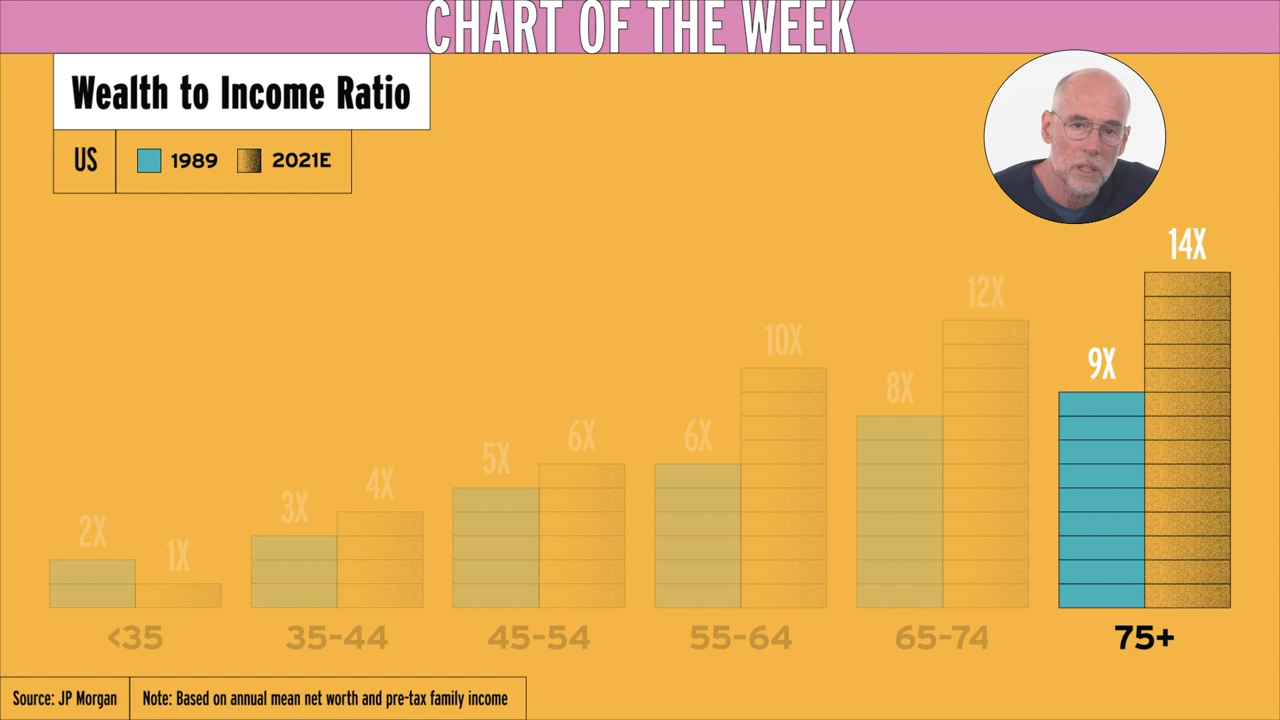 CHART OF THE WEEK
Wealth to Income Ratio
US
1989
2021E
2X
1X
3X
4X
5X
6X
6X
10X
8X
12X
9X
14X
<35
35-44
45-54
55-64
65-74
75+
Source: JP Morgan
Note: Based on annual mean net worth and pre-tax family income